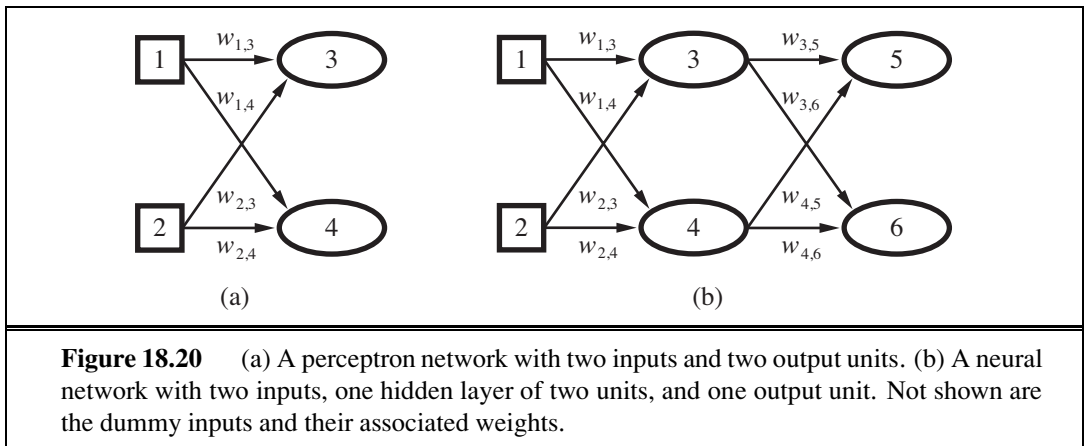 1 w1,3 3 1 w1,3 3 w3,5 5
w1,4 w1,4 w3,6
w2,3 w2,3 w4,5
2 w2,4 4 2 w2,4 4 w4,6 6
(a) (b)
Figure 18.20 (a) A perceptron network with two inputs and two output units. (b) A neural
network with two inputs, one hidden layer of two units, and one output unit. Not shown are
the dummy inputs and their associated weights.